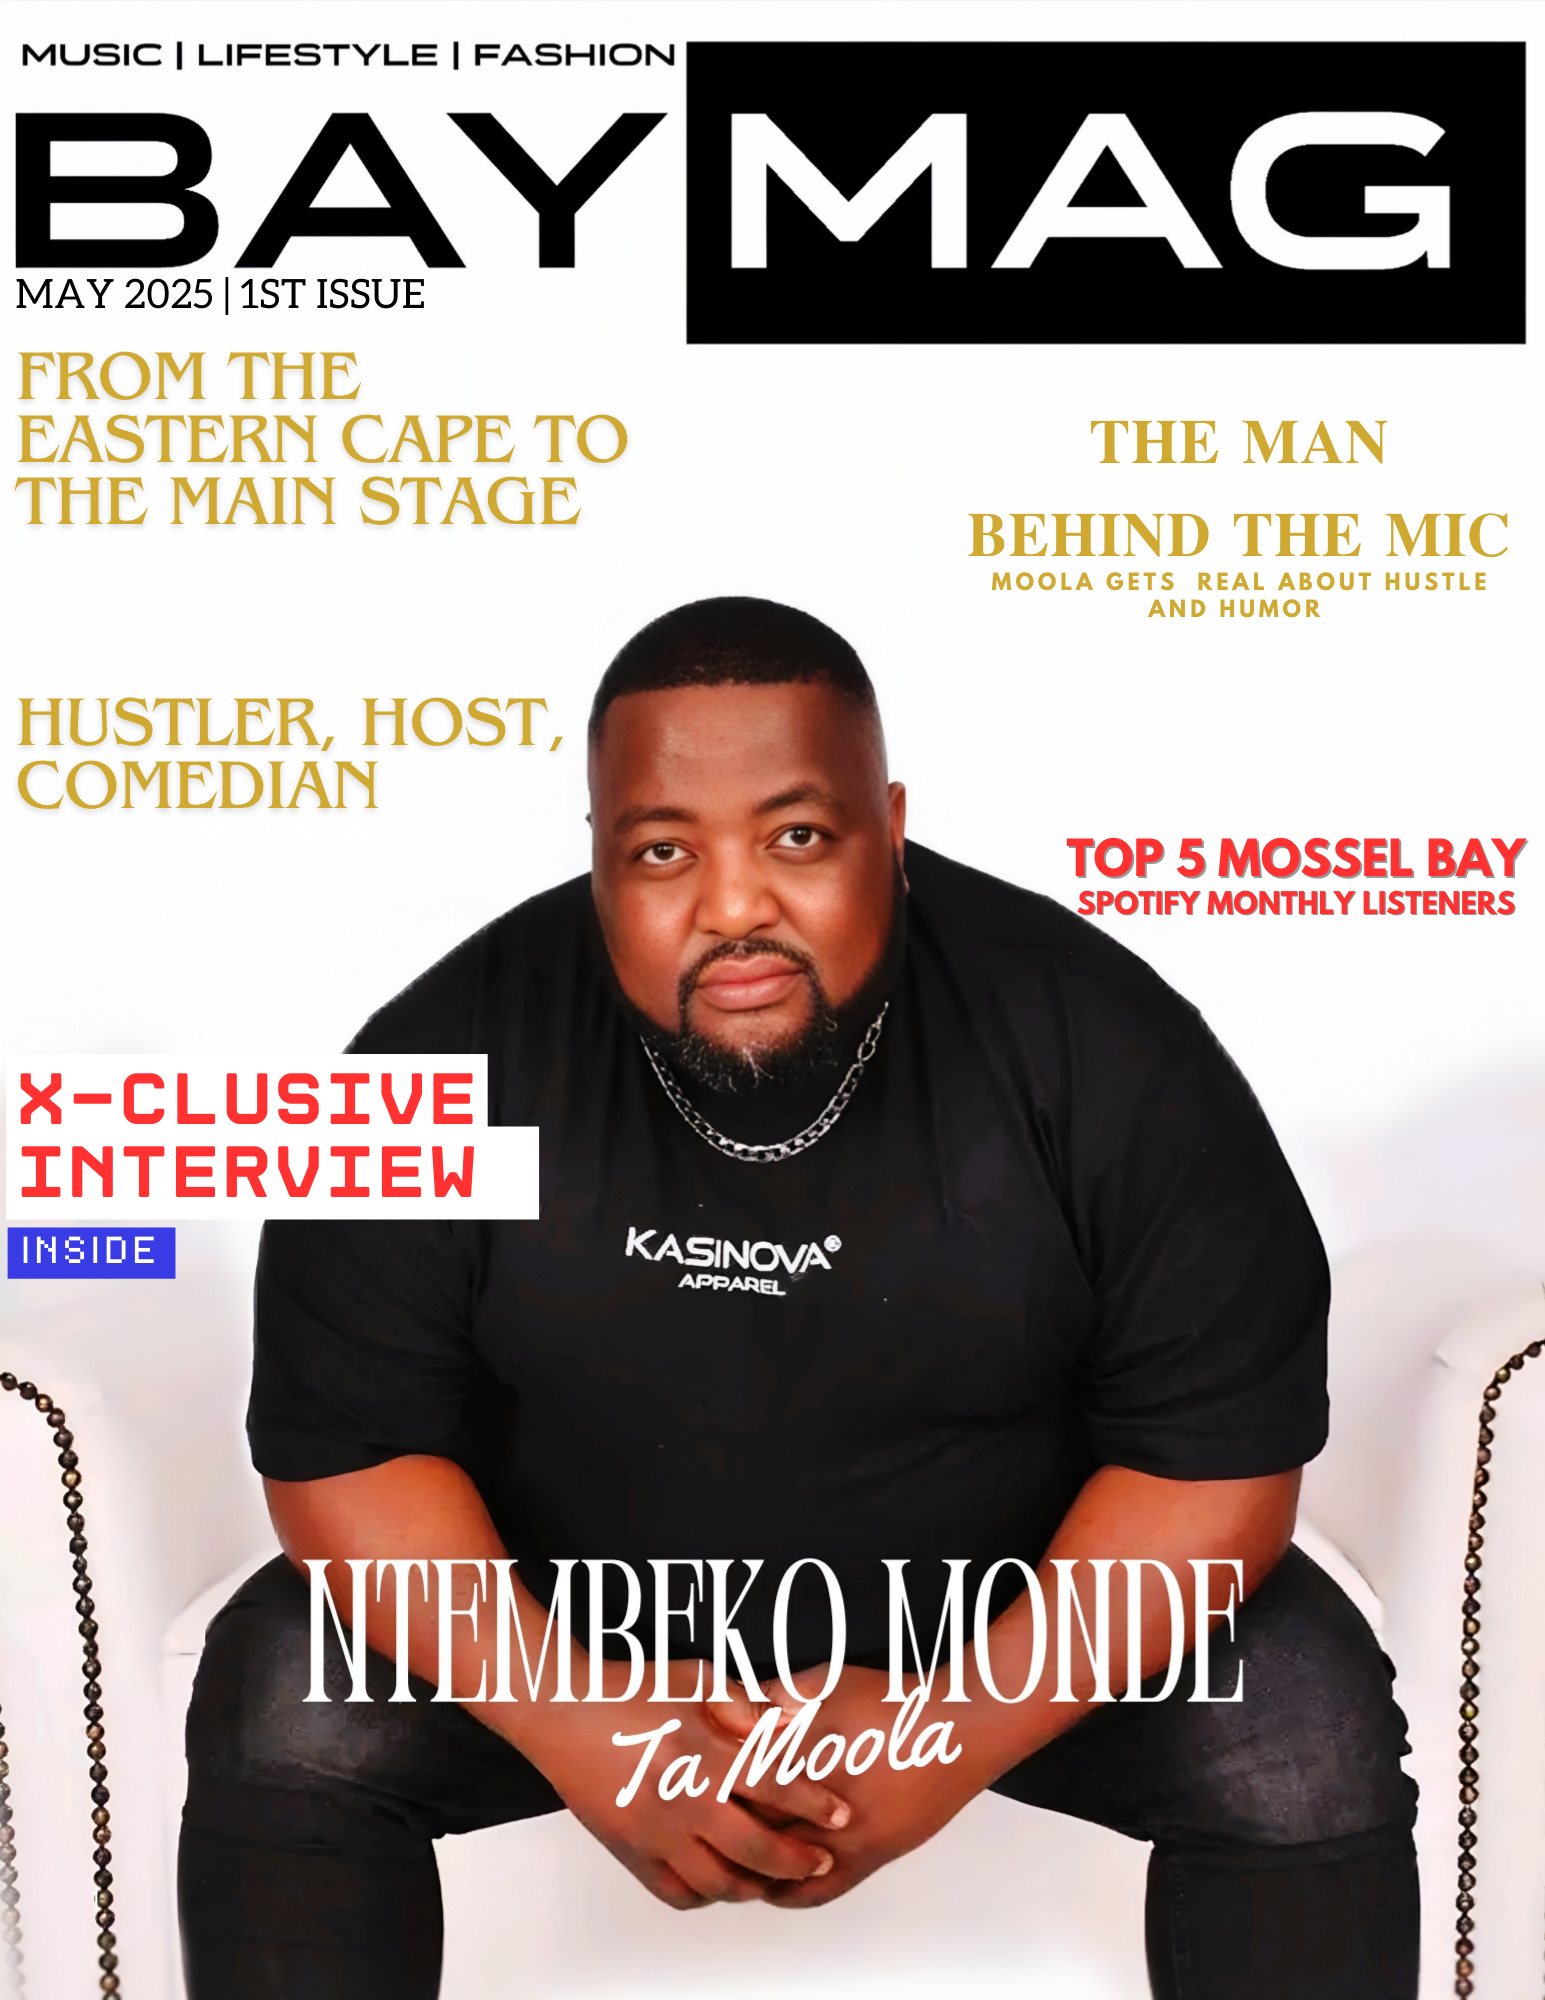 MUSIC | LIFESTYLE | FASHION
BAYMAG
MAY 2025 | 1ST ISSUE
FROM THE
EASTERN CAPE TO
THE MAIN STAGE
THE MAN
BEHIND THE MIC
MOOLA GETS REAL ABOUT HUSTLE
AND HUMOR
HUSTLER, HOST,
COMEDIAN
TOP 5 MOSSEL BAY
SPOTIFY MONTHLY LISTENERS
X-CLUSIVE
INTERVIEW
INSIDE
KASINOVA
APPAREL
NTEMBEKO MONDE
Ta Moola